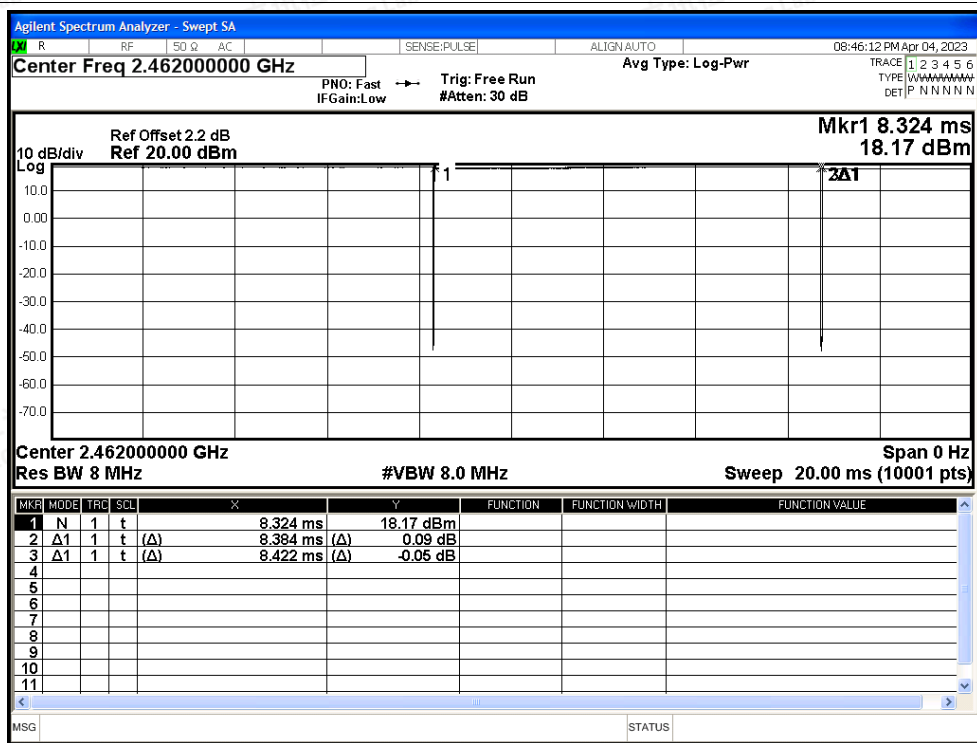 Agilent Spectrum Analyzer - Swept SA
LXI R RF 50 Ω AC SENSE:PULSE ALIGN AUTO 08:46:12 PM Apr 04, 2023
Center Freq 2.462000000 GHz
PNO: Fast
IFGain:Low
Trig: Free Run
#Atten: 30 dB
Avg Type: Log-Pwr
TRACE 1 2 3 4 5 6
TYPE WWWWWWW
DET P N N N N N
Ref Offset 2.2 dB
Mkr1 8.324 ms
10 dB/div Ref 20.00 dBm 18.17 dBm
Log
1 3Δ1
10.0
0.00
-10.0
-20.0
-30.0
-40.0
-50.0
-60.0
-70.0
Center 2.462000000 GHz Span 0 Hz
Res BW 8 MHz #VBW 8.0 MHz Sweep 20.00 ms (10001 pts)
MKR MODE TRC SCL X Y FUNCTION FUNCTION WIDTH FUNCTION VALUE
1 N 1 t 8.324 ms 18.17 dBm
2 Δ1 1 t (Δ) 8.384 ms (Δ) 0.09 dB
3 Δ1 1 t (Δ) 8.422 ms (Δ) -0.05 dB
4
5
6
7
8
9
10
11
MSG STATUS